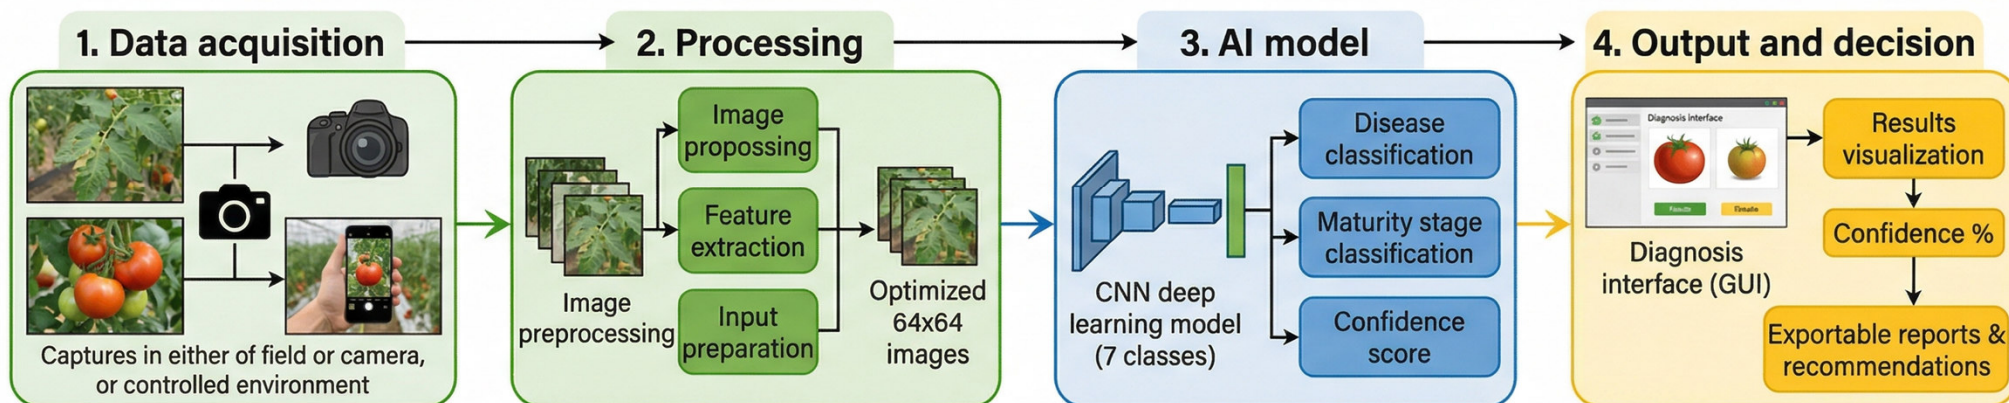 1. Data acquisition
Captures in either of field or camera,
or controlled environment
2. Processing
Image
preprocessing
Image
propossing
Feature
extraction
Input
preparation
Optimized
64x64
images
3. AI model
CNN deep
learning model
(7 classes)
Disease
classification
Maturity stage
classification
Confidence
score
4. Output and decision
Diagnosis interface
Diagnosis
interface (GUI)
Results
visualization
Confidence %
Exportable reports &
recommendations